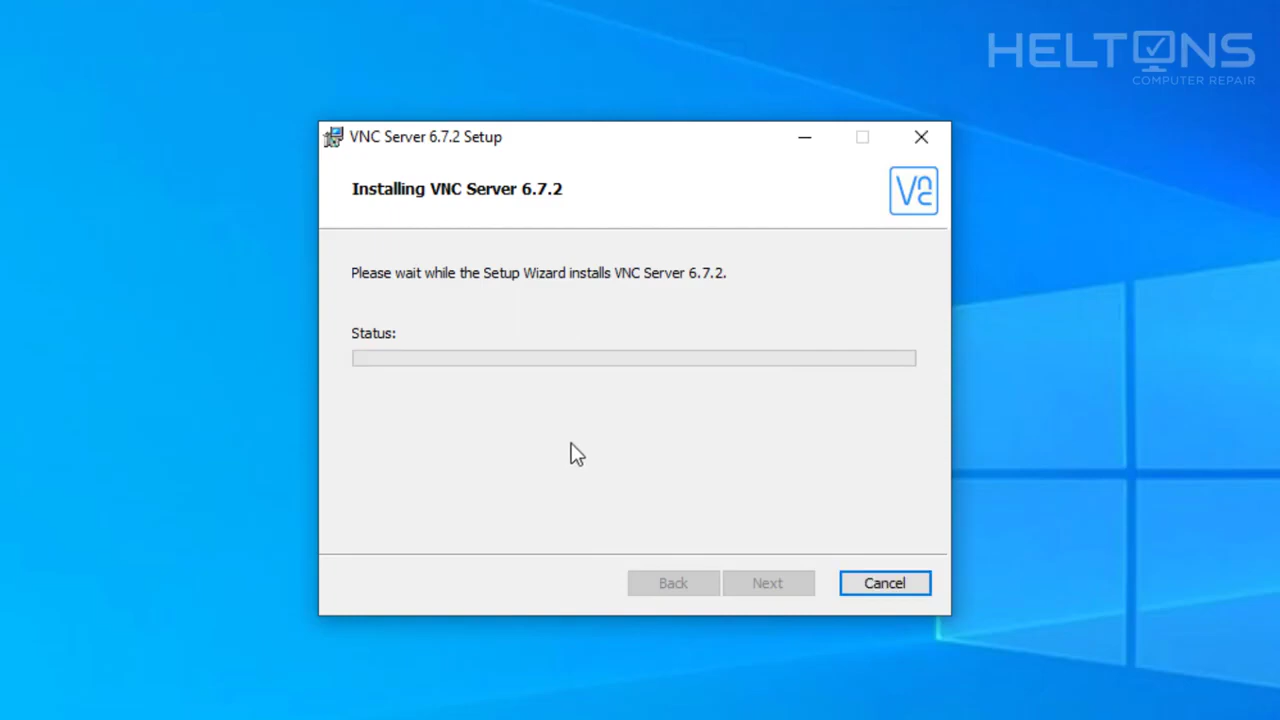 HELTONS
COMPUTER REPAIR
VNC Server 6.7.2 Setup
Installing VNC Server 6.7.2
VNC
Please wait while the Setup Wizard installs VNC Server 6.7.2.
Status:
Back Next Cancel